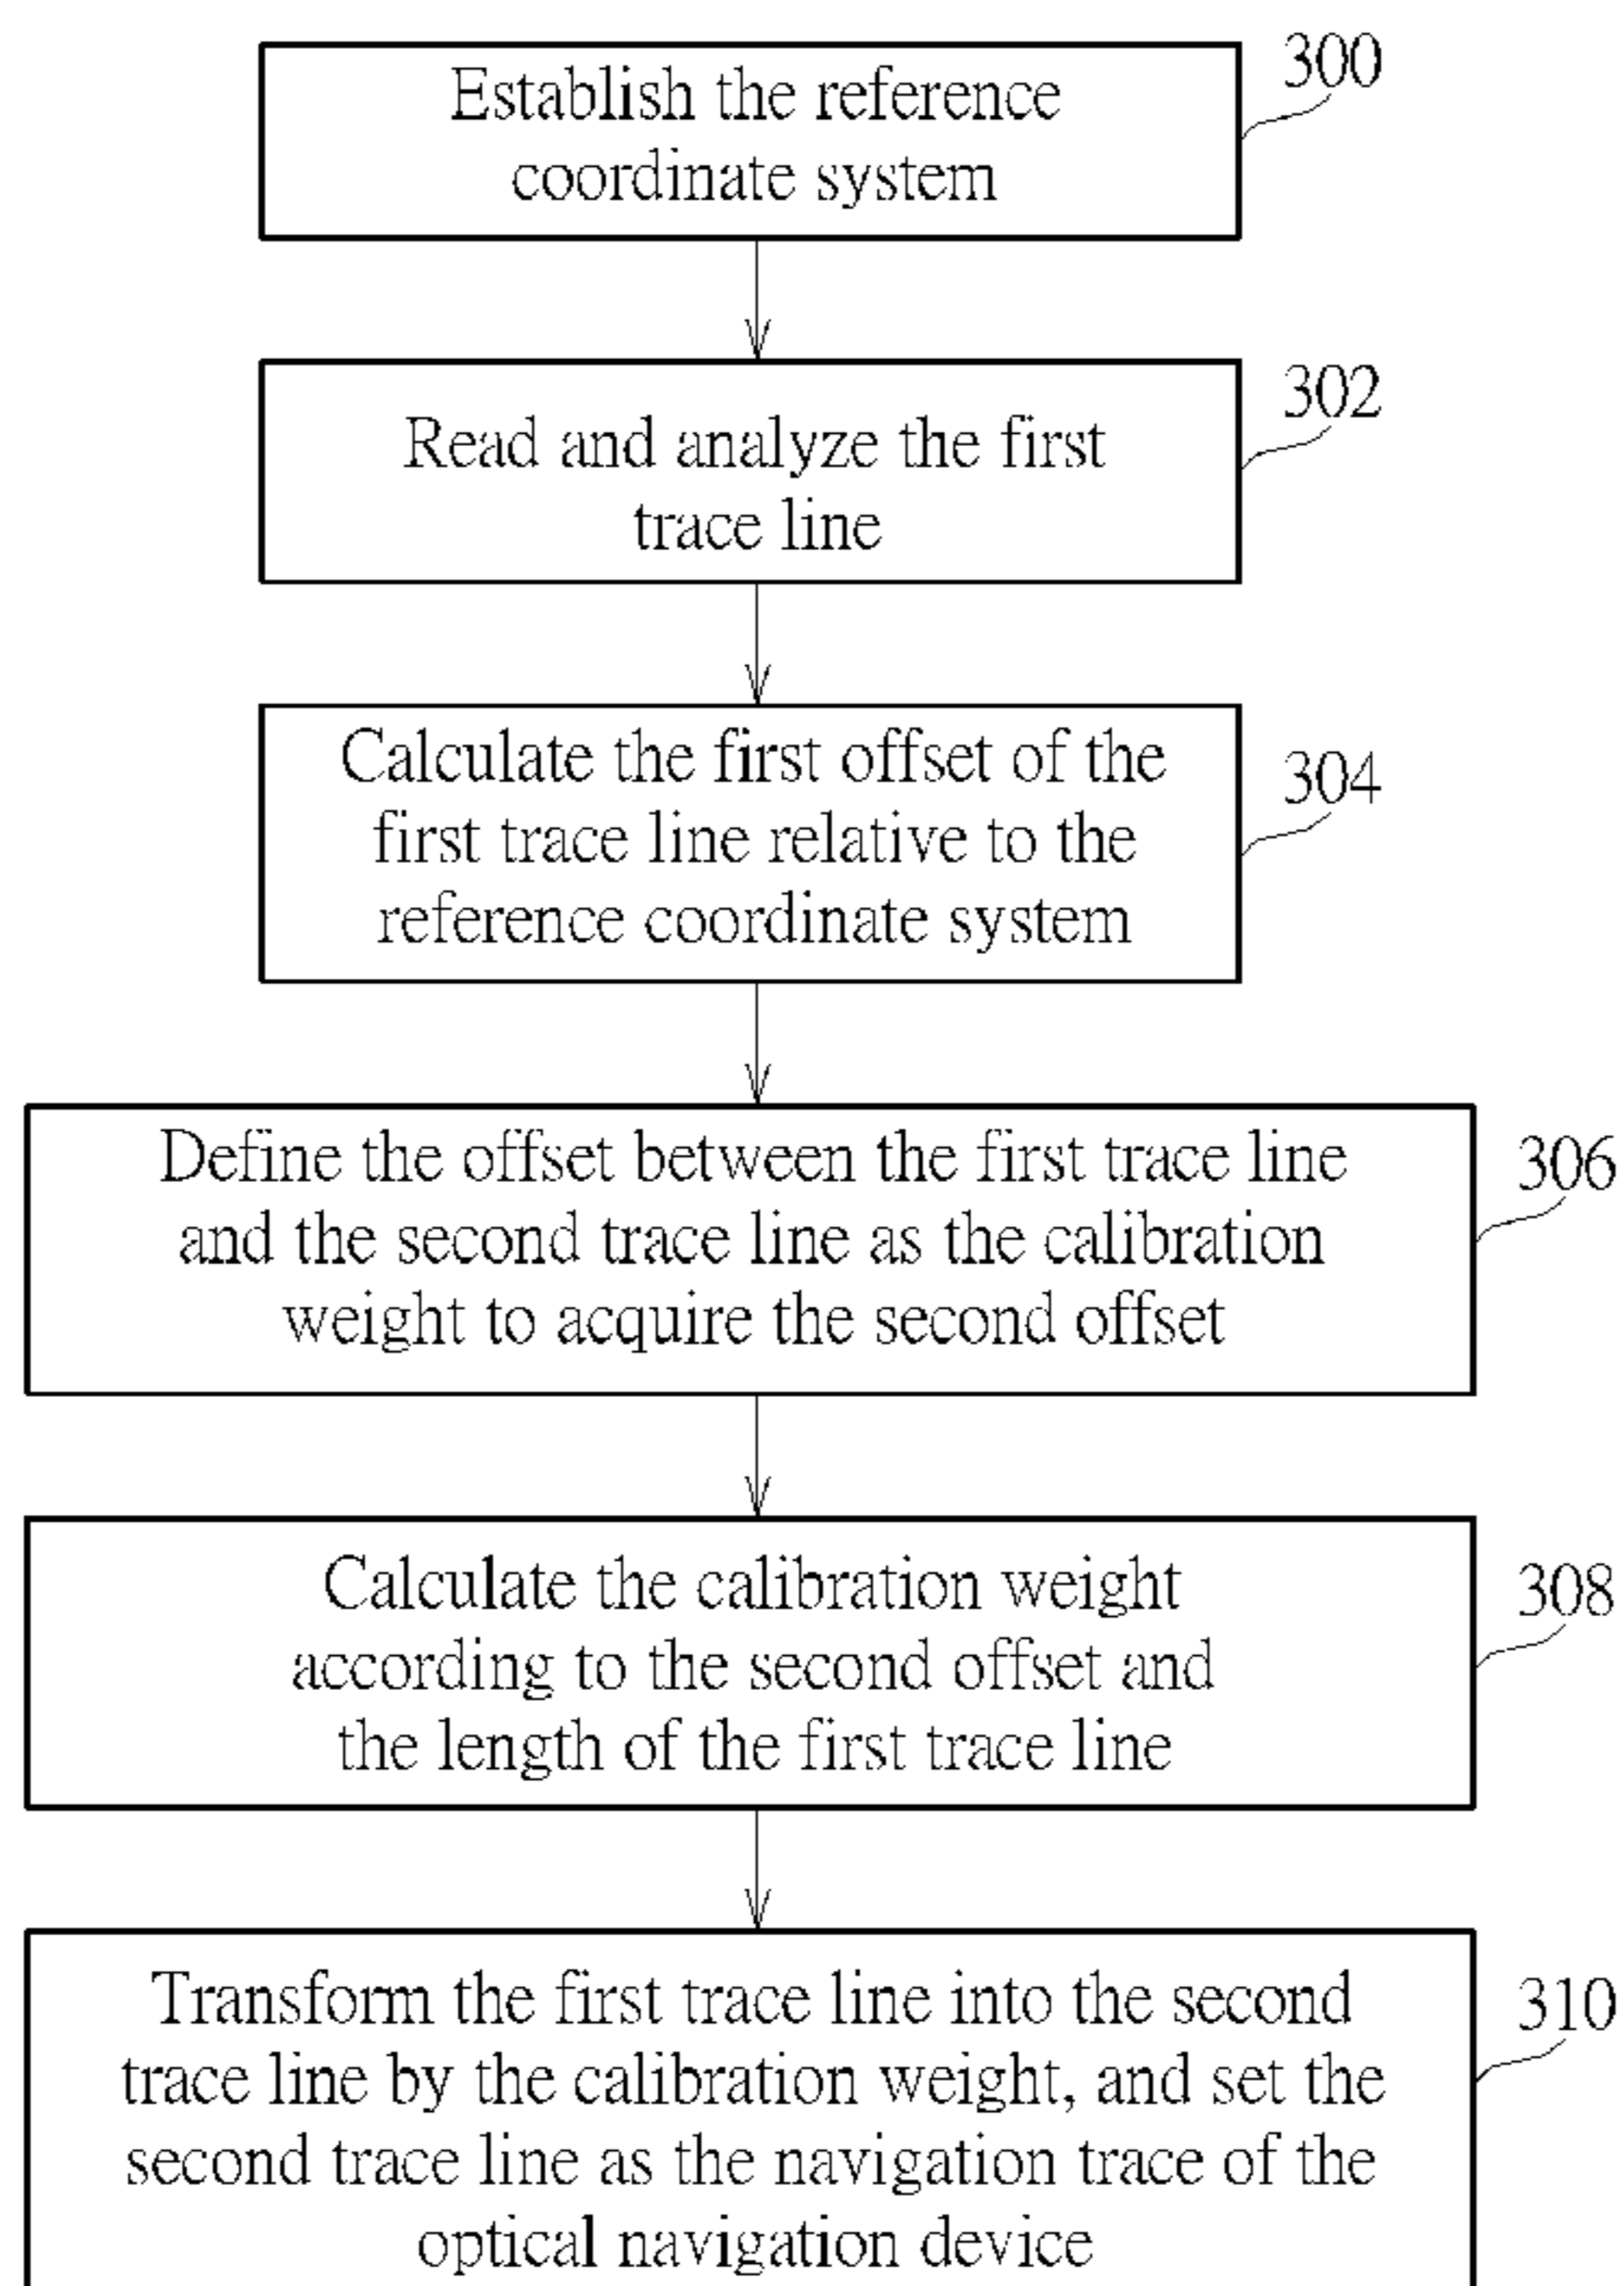 Establish the reference
coordinate system
300
Read and analyze the first
trace line
302
Calculate the first offset of the
first trace line relative to the
reference coordinate system
304
Define the offset between the first trace line
and the second trace line as the calibration
weight to acquire the second offset
306
Calculate the calibration weight
according to the second offset and
the length of the first trace line
308
Transform the first trace line into the second
trace line by the calibration weight, and set the
second trace line as the navigation trace of the
optical navigation device
310